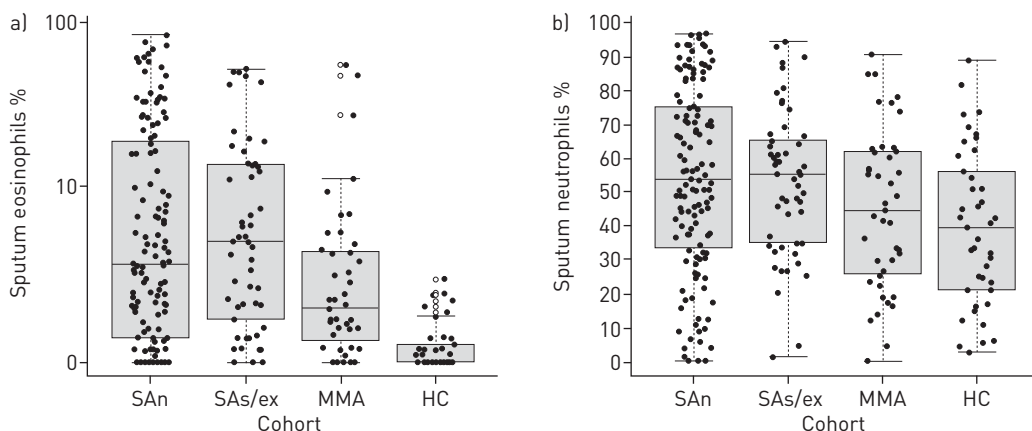 a)
Sputum eosinophils %
100
10
0
SAn SAs/ex MMA HC
Cohort
b)
Sputum neutrophils %
100
90
80
70
60
50
40
30
20
10
0
SAn SAs/ex MMA HC
Cohort